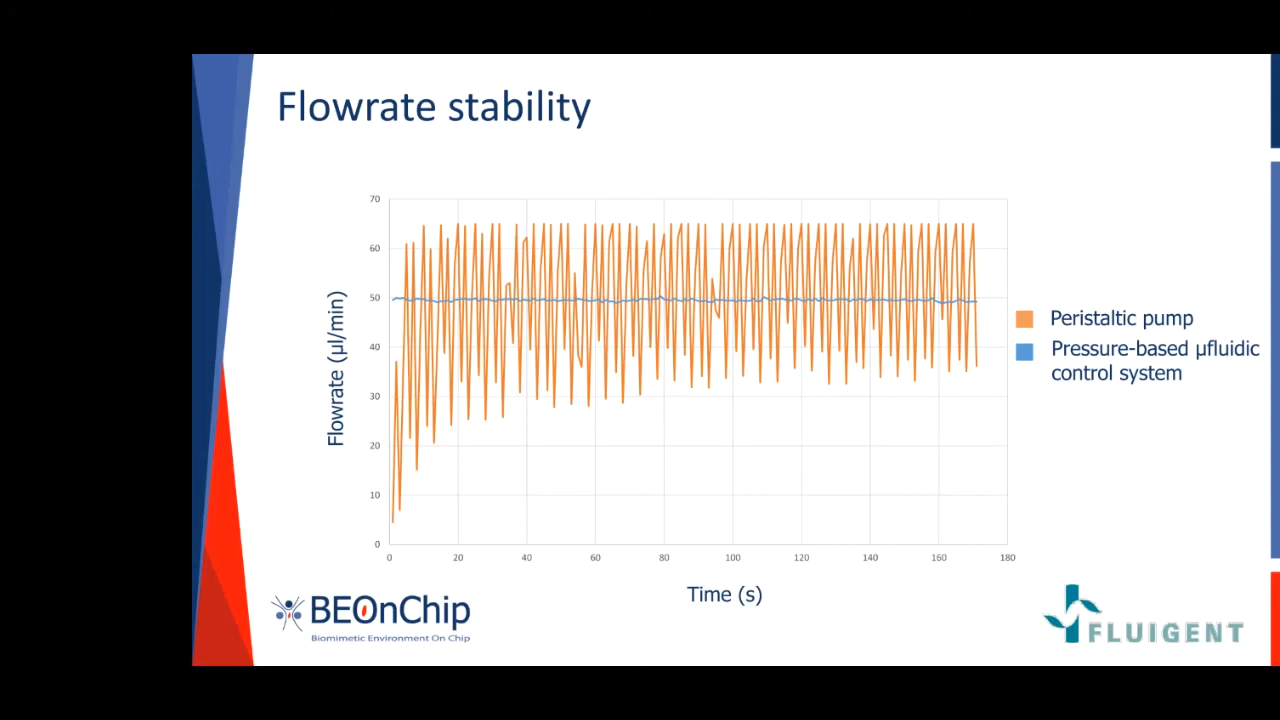 Flowrate stability
70
60
50
40
30
20
10
0
Flowrate (µl/min)
0 20 40 60 80 100 120 140 160 180
Time (s)
Peristaltic pump
Pressure-based µfluidic
control system
BEOnChip
Biomimetic Environment On Chip
FLUIGENT